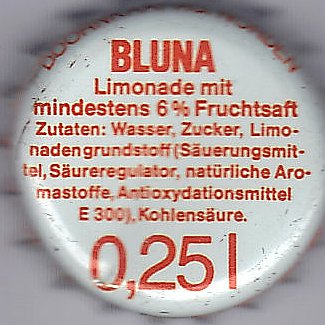 BLUNA
Limonade mit
mindestens 6% Fruchtsaft
Zutaten: Wasser, Zucker, Limo-
nadengrundstoff (Säuerungsmit-
tel, Säureregulator, natürliche Aro-
mastoffe, Antioxydationsmittel
E 300), Kohlensäure.
0,25 l